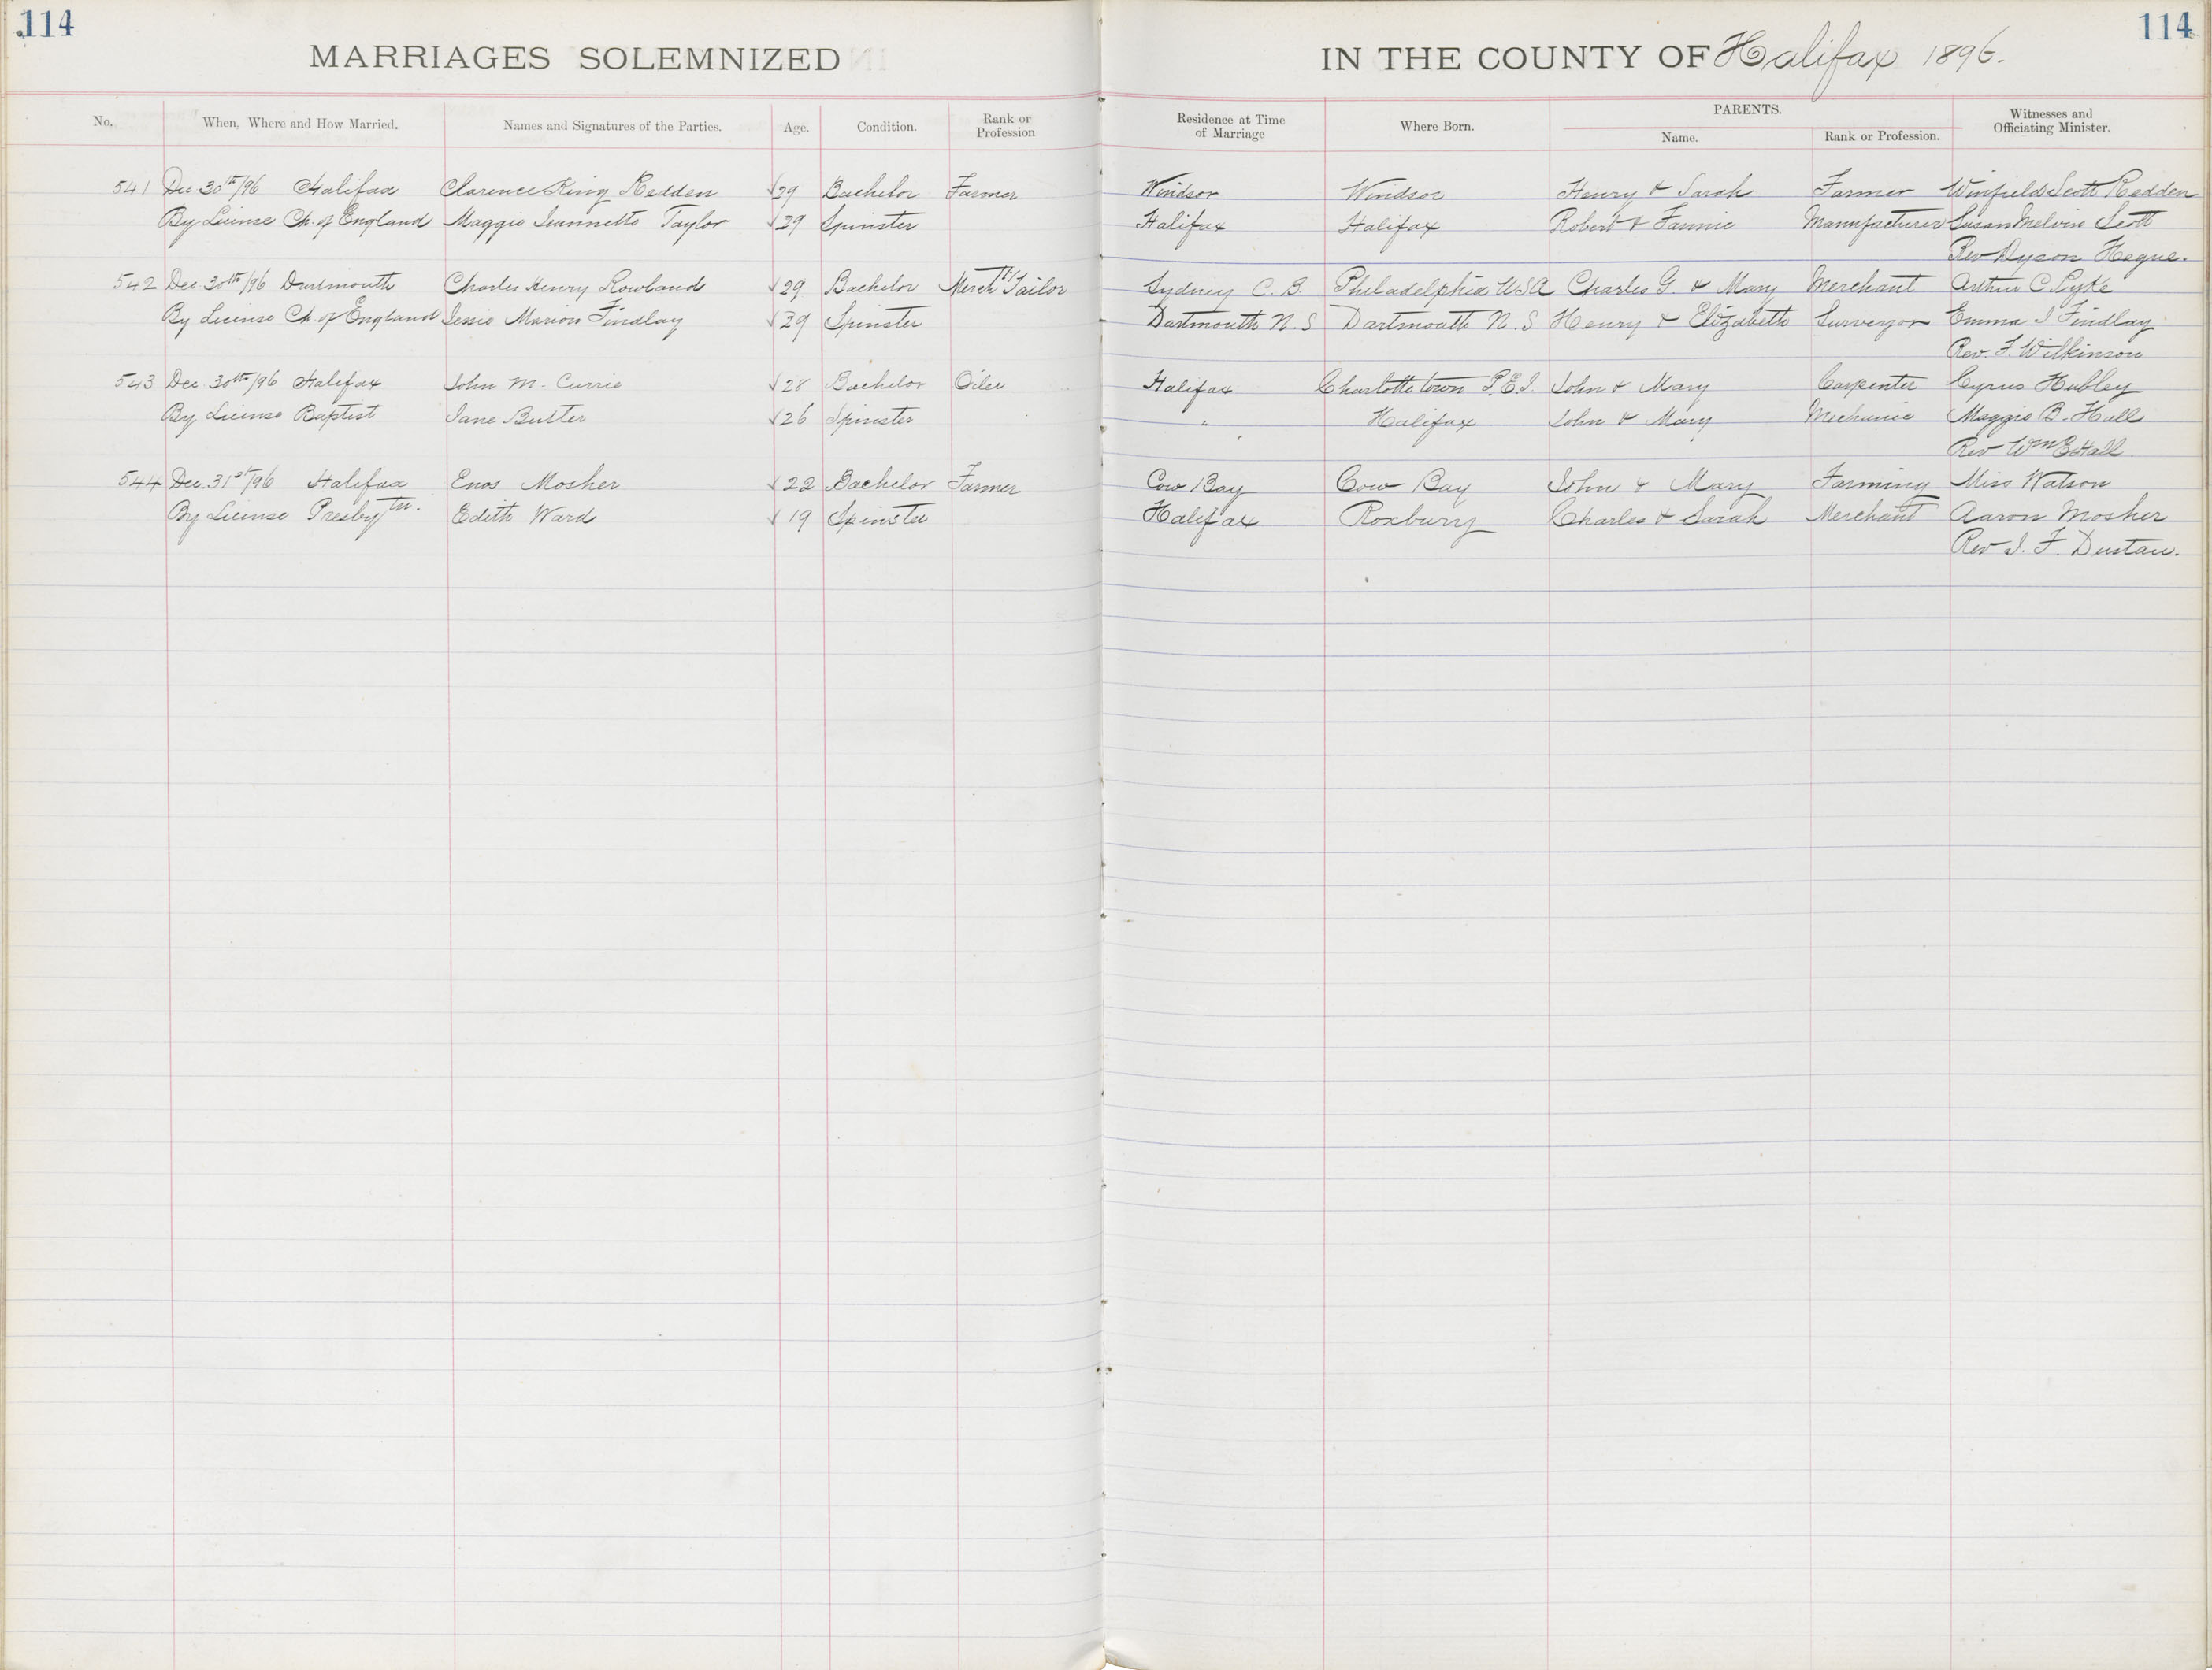 114 114
MARRIAGES SOLEMNIZED IN THE COUNTY OF Halifax 1896.
No. When, Where and How Married. Names and Signatures of the Parties. Age. Condition. Rank or Profession Residence at Time of Marriage Where Born. PARENTS. Name. Rank or Profession. Witnesses and Officiating Minister.
541 Dec 30th/96 Halifax Clarence King Redden √29 Bachelor Farmer Windsor Windsor Henry & Sarah Farmer Winfield Scott Redden
By License Ch. of England Maggie Jeannette Taylor √29 Spinster Halifax Halifax Robert & Fannie Manufacturer Susan Melvin Scott
Rev Dyson Hague.
542 Dec 30th/96 Dartmouth Charles Henry Rowland √29 Bachelor Mercht Tailor Sydney C. B. Philadelphia USA Charles G. & Mary Merchant Arthur C. Pyke
By License Ch. of England Jessie Marion Findlay √29 Spinster Dartmouth N. S Dartmouth N. S Henry & Elizabeth Surveyor Emma J Findlay
Rev. F. Wilkinson
543 Dec. 30th/96 Halifax John M. Currie √28 Bachelor Oiler Halifax Charlottetown P.E.I. John & Mary Carpenter Cyrus Hubley
By License Baptist Jane Butler √26 Spinster " Halifax John & Mary Mechanic Maggie B. Hall
Rev Wm E Hall
544 Dec. 31st/96 Halifax Enos Mosher √22 Bachelor Farmer Cow Bay Cow Bay John & Mary Farming Miss Watson
By License Presbytn. Edith Ward √19 Spinster Halifax Roxbury Charles & Sarah Merchant Aaron Mosher
Rev J. F. Dustan.